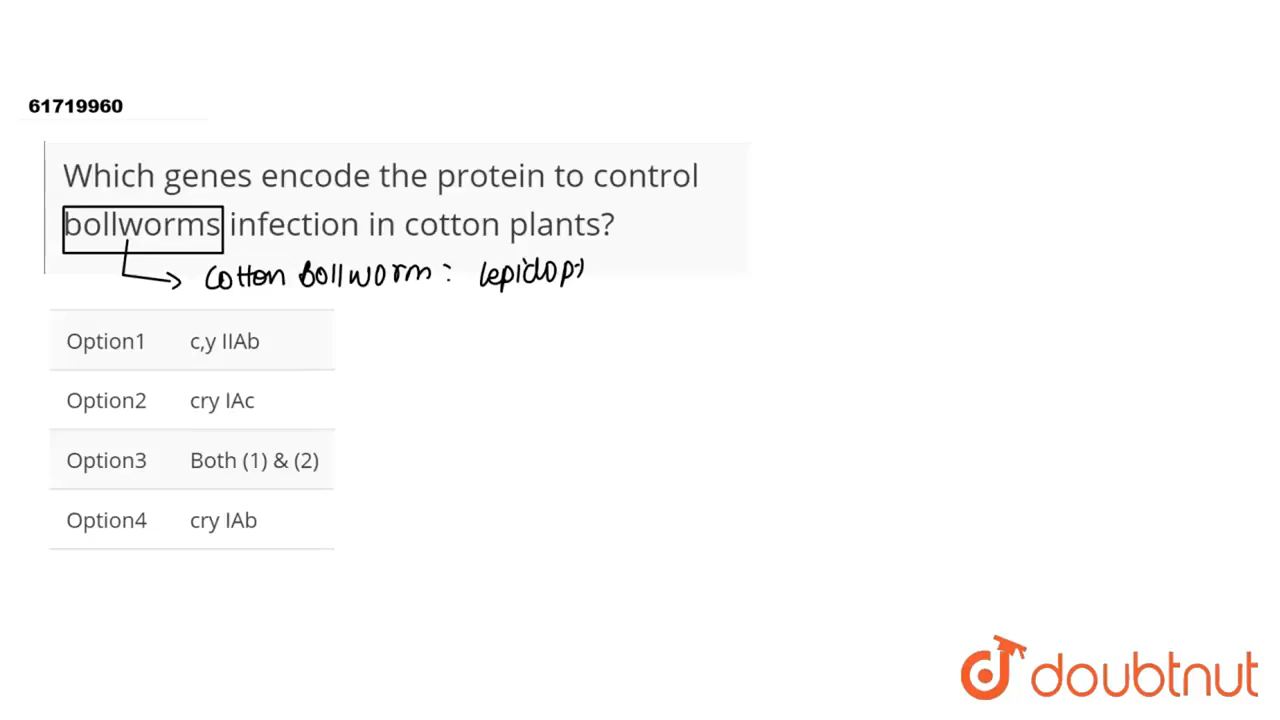 61719960
Which genes encode the protein to control
bollworms infection in cotton plants?
cotton bollworm : lepidop
Option1 c,y IIAb
Option2 cry IAc
Option3 Both (1) & (2)
Option4 cry IAb
doubtnut